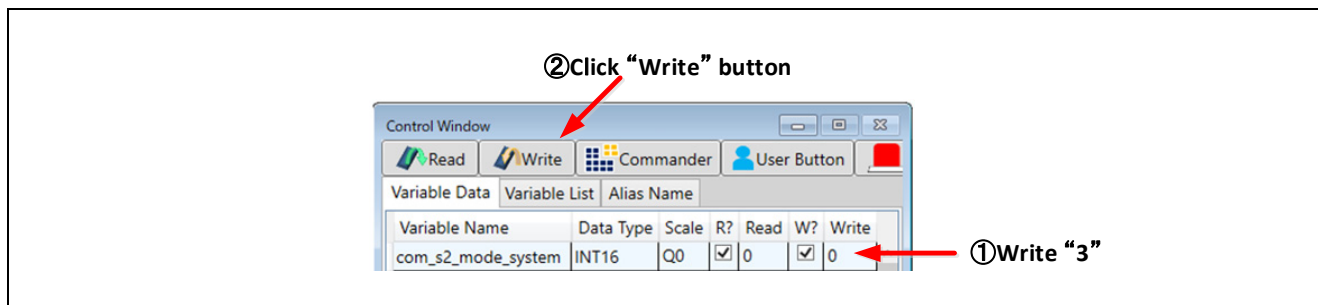 ②Click “Write” button
Control Window
Read Write Commander User Button
Variable Data Variable List Alias Name
Variable Name Data Type Scale R? Read W? Write
com_s2_mode_system INT16 Q0 0 0
①Write “3”